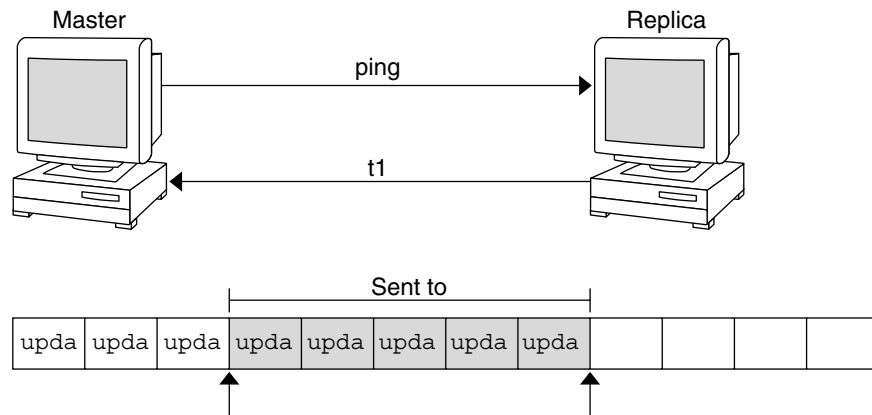 Master Replica
ping
t1
Sent to
upda upda upda upda upda upda upda upda